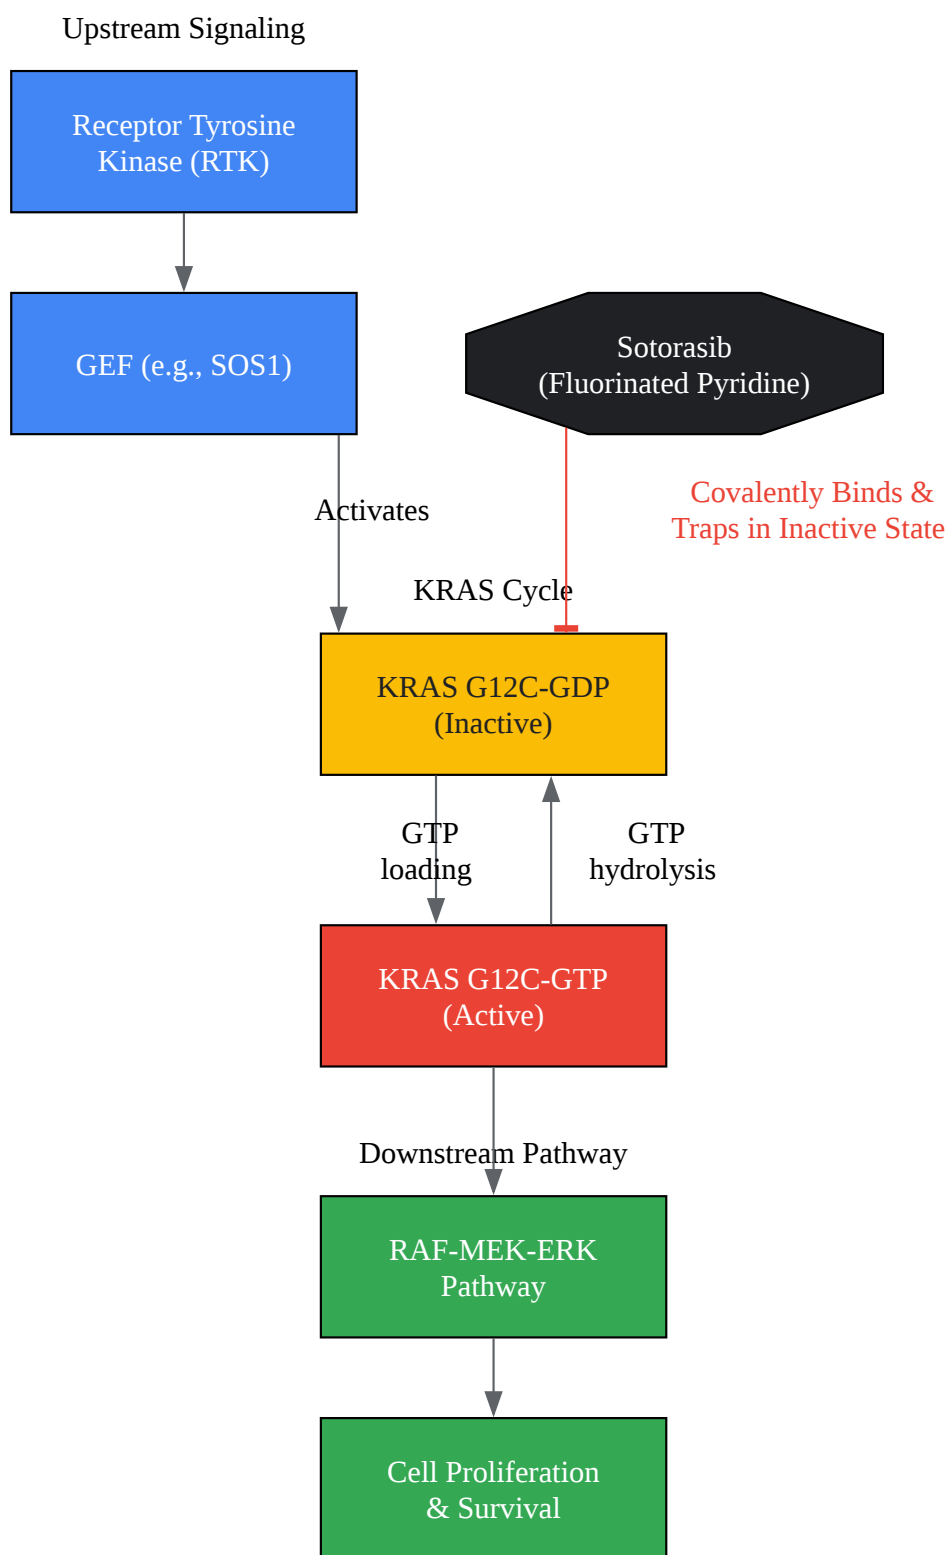 Upstream Signaling
Receptor Tyrosine
Kinase (RTK)
GEF (e.g., SOS1)
Sotorasib
(Fluorinated Pyridine)
Activates
Covalently Binds &
Traps in Inactive State
KRAS Cycle
KRAS G12C-GDP
(Inactive)
GTP
loading
GTP
hydrolysis
KRAS G12C-GTP
(Active)
Downstream Pathway
RAF-MEK-ERK
Pathway
Cell Proliferation
& Survival